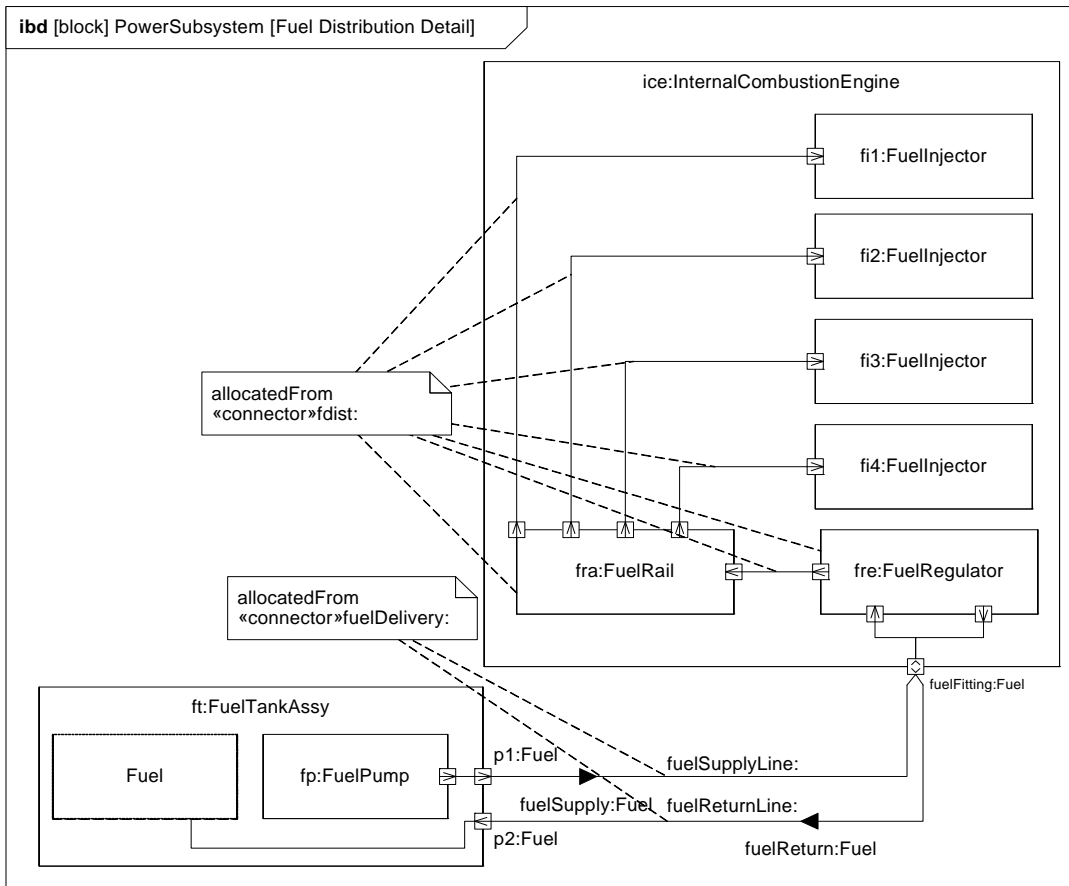 ibd [block] PowerSubsystem [Fuel Distribution Detail]
ice:InternalCombustionEngine
fi1:FuelInjector
fi2:FuelInjector
fi3:FuelInjector
allocatedFrom
«connector»fdist:
fi4:FuelInjector
fra:FuelRail
fre:FuelRegulator
allocatedFrom
«connector»fuelDelivery:
fuelFitting:Fuel
ft:FuelTankAssy
p1:Fuel
Fuel
fp:FuelPump
fuelSupplyLine:
fuelSupply:Fuel
fuelReturnLine:
p2:Fuel
fuelReturn:Fuel